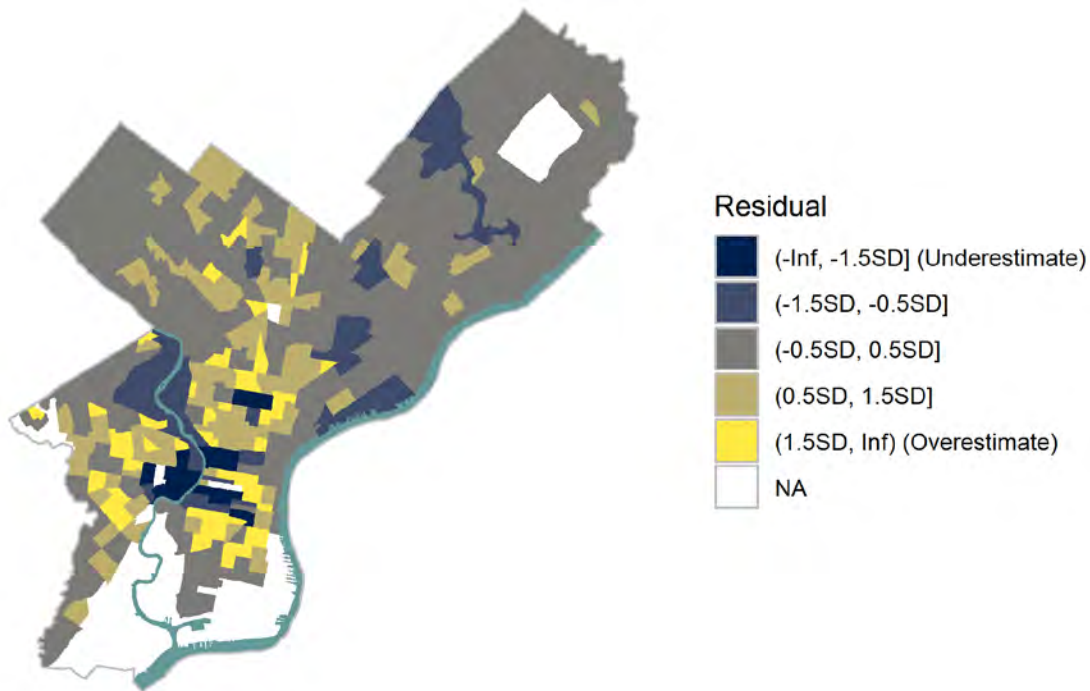 Residual
(-Inf, -1.5SD] (Underestimate)
(-1.5SD, -0.5SD]
(-0.5SD, 0.5SD]
(0.5SD, 1.5SD]
(1.5SD, Inf) (Overestimate)
NA